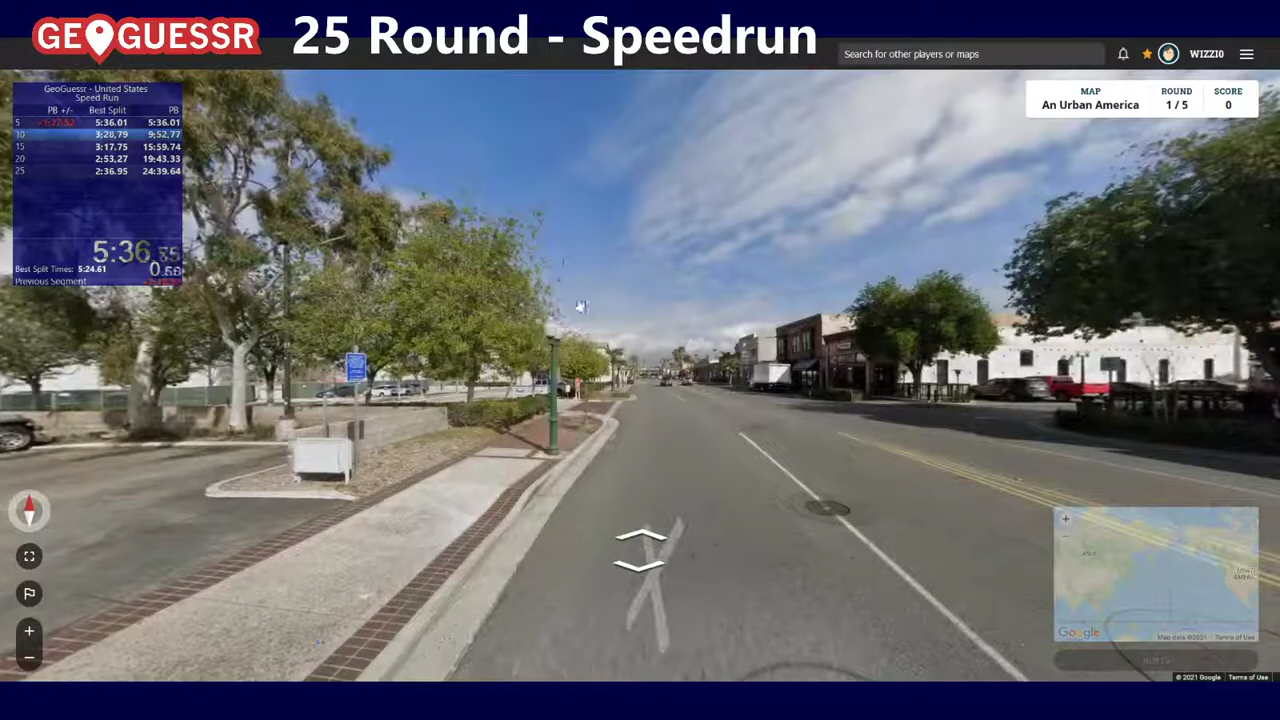 GEOGUESSR
25 Round - Speedrun
Search for other players or maps
WIZZI0
GeoGuessr - United States
Speed Run
PB +/- Best Split PB
5 5:36.01 5:36.01
10 3:28,79 9:52,77
15 3:17.75 15:59.74
20 2:53,27 19:43.33
25 2:36.95 24:39.64
5:36
Best Split Times: 5:24.61
Previous Segment
MAP ROUND SCORE
An Urban America 1 / 5 0
ASIA
NORTH
Google Map data ©2021 Terms of Use
© 2021 Google Terms of Use